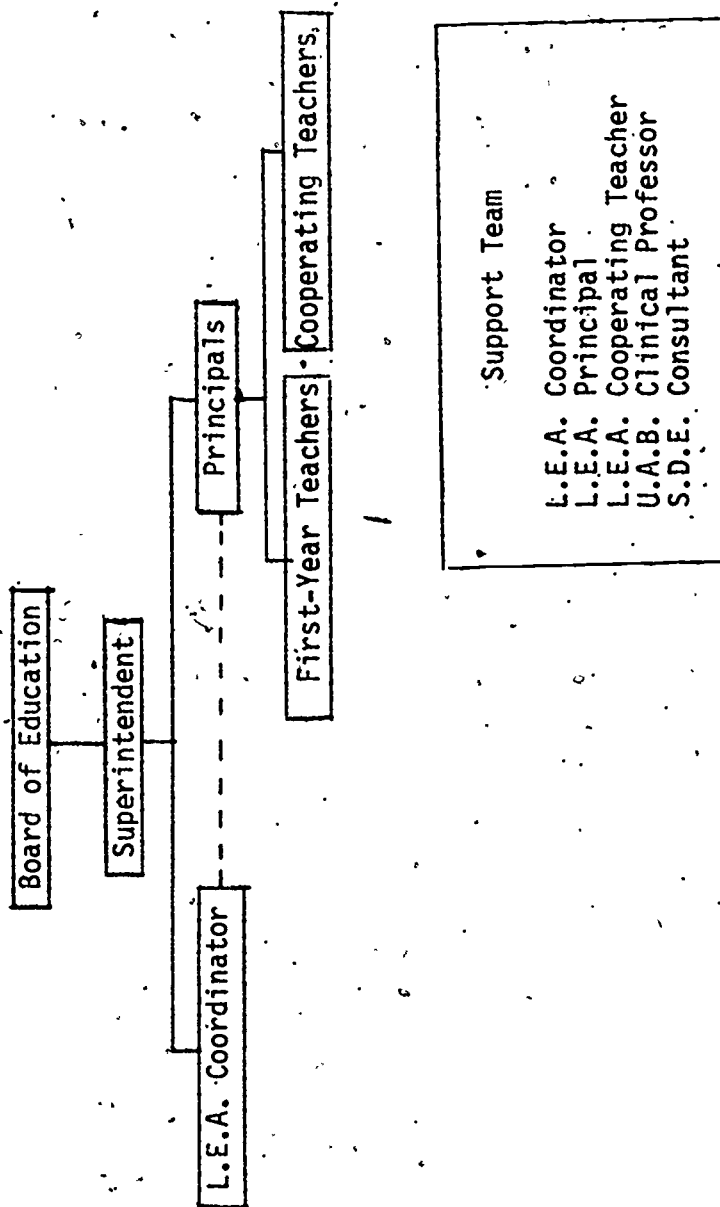 Board of Education
Superintendent
L.E.A. Coordinator
Principals
First-Year Teachers
Cooperating Teachers
Support Team
L.E.A. Coordinator
L.E.A. Principal
L.E.A. Cooperating Teacher
U.A.B. Clinical Professor
S.D.E. Consultant